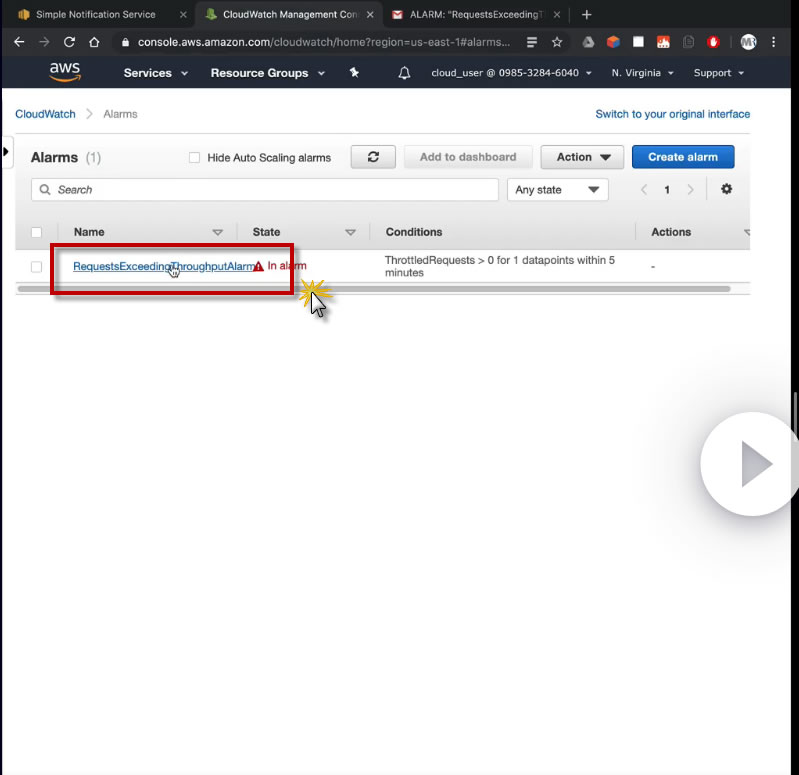 Simple Notification Service
CloudWatch Management Con
ALARM: "RequestsExceedingT
console.aws.amazon.com/cloudwatch/home?region=us-east-1#alarms...
aws
Services
Resource Groups
cloud_user @ 0985-3284-6040
N. Virginia
Support
CloudWatch
Alarms
Switch to your original interface
Alarms (1)
Hide Auto Scaling alarms
Add to dashboard
Action
Create alarm
Search
Any state
1
Name
State
Conditions
Actions
RequestsExceedingThroughputAlarm
In alarm
ThrottledRequests > 0 for 1 datapoints within 5
minutes
-